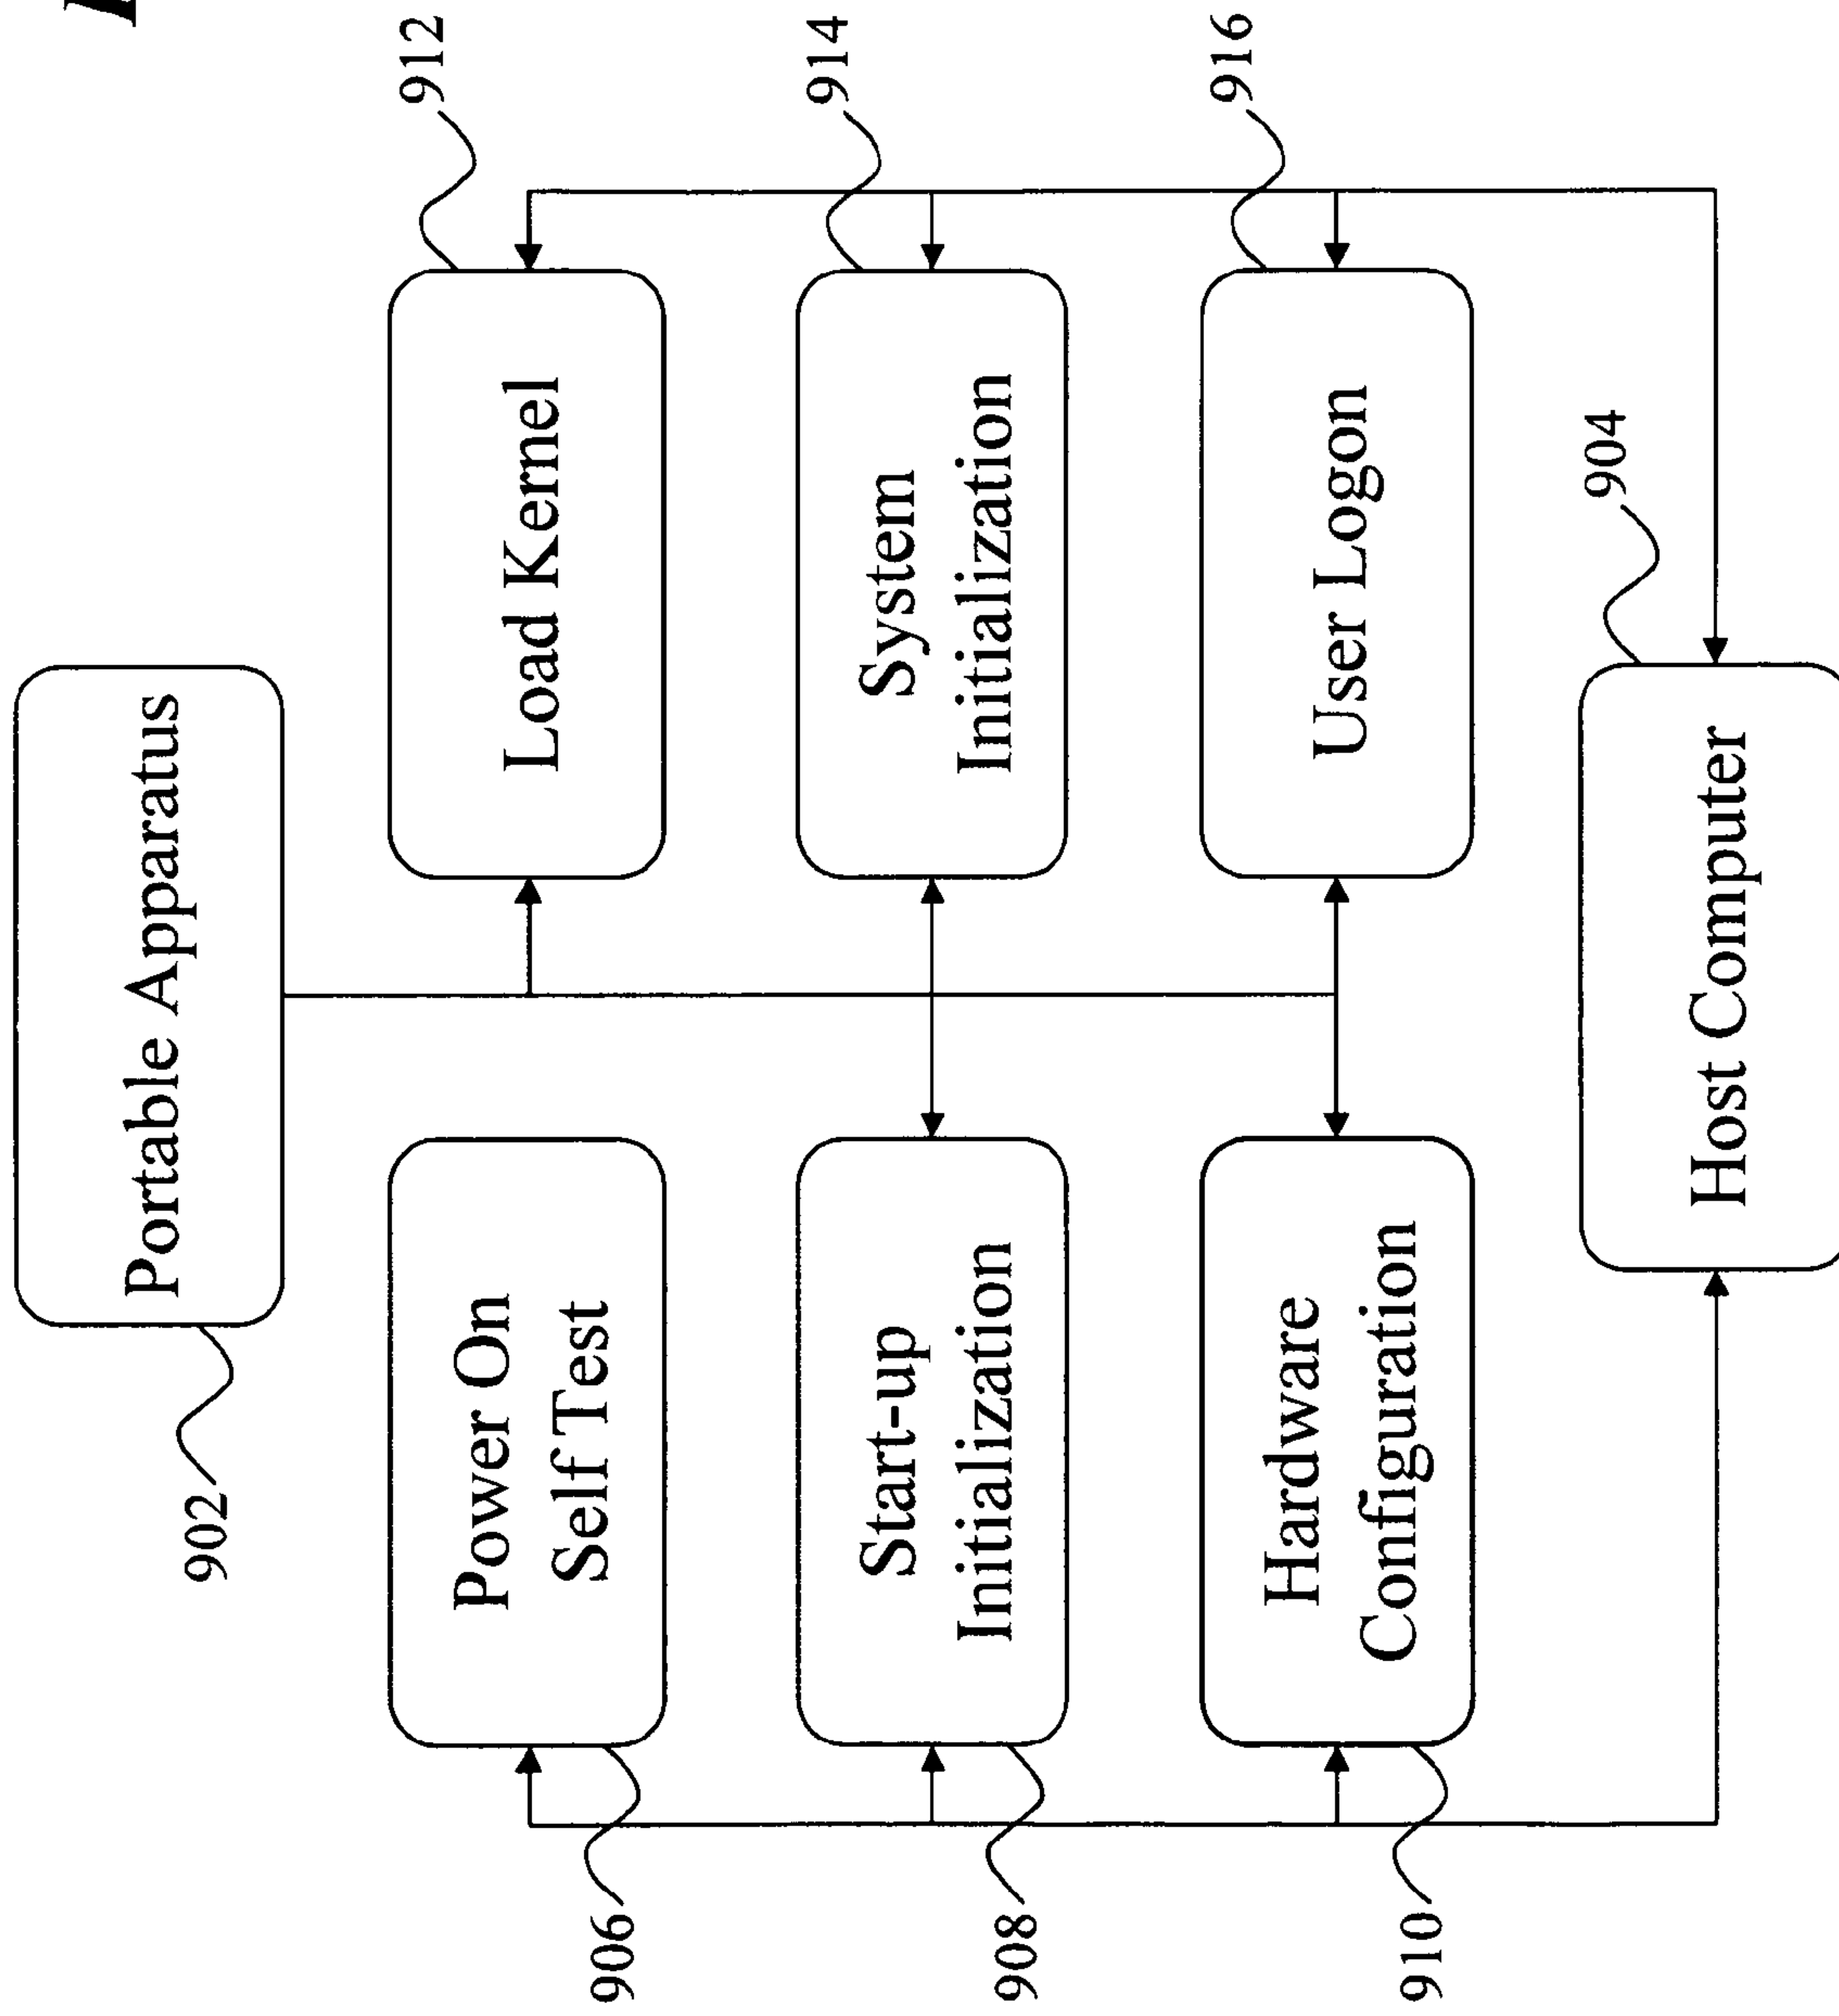 Portable Apparatus
902
912
Power On
Self Test
Load Kernel
906
914
Start-up
Initialization
System
Initialization
908
916
Hardware
Configuration
User Logon
910
904
Host Computer